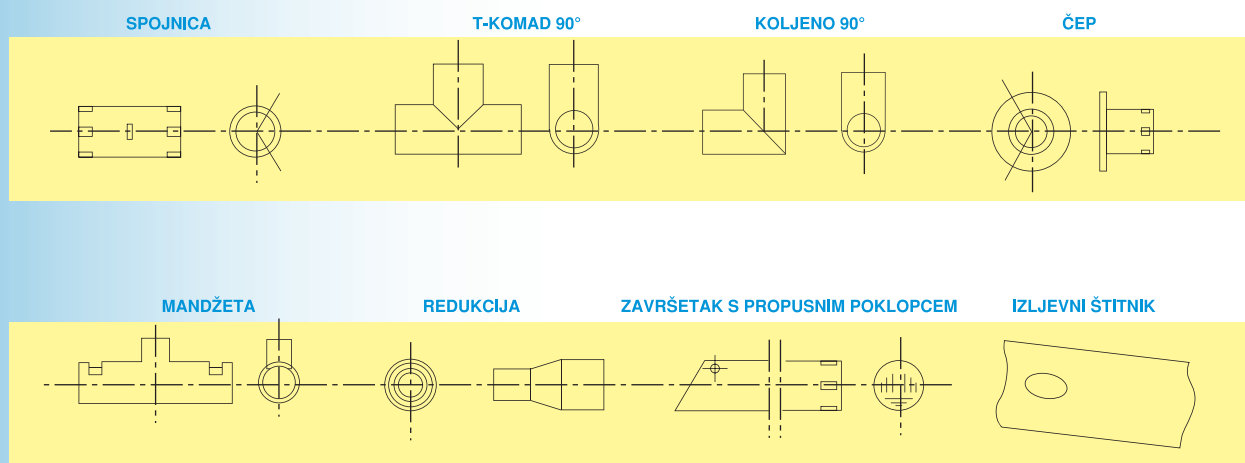 SPOJNICA
T-KOMAD 90°
KOLJENO 90°
ČEP
MANDŽETA
REDUKCIJA
ZAVRŠETAK S PROPUSNIM POKLOPCEM
IZLJEVNI ŠTITNIK